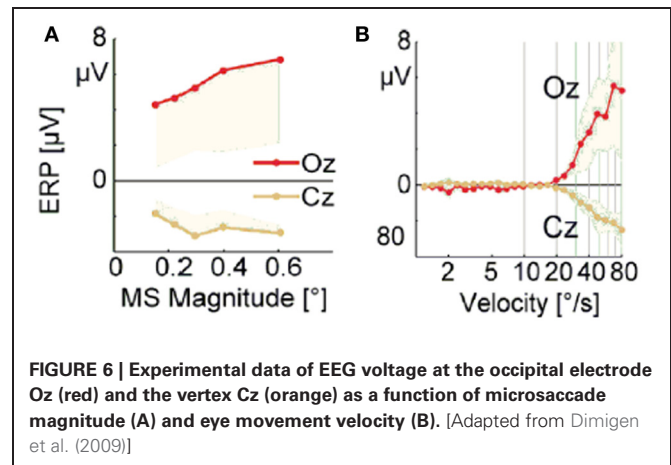 A
8
µV
ERP [µV]
0
Oz
Cz
0 0.2 0.4 0.6
MS Magnitude [°]
B
8
µV
Oz
0
Cz
80
2 5 10 20 40 80
Velocity [°/s]
FIGURE 6 | Experimental data of EEG voltage at the occipital electrode
Oz (red) and the vertex Cz (orange) as a function of microsaccade
magnitude (A) and eye movement velocity (B). [Adapted from Dimigen
et al. (2009)]